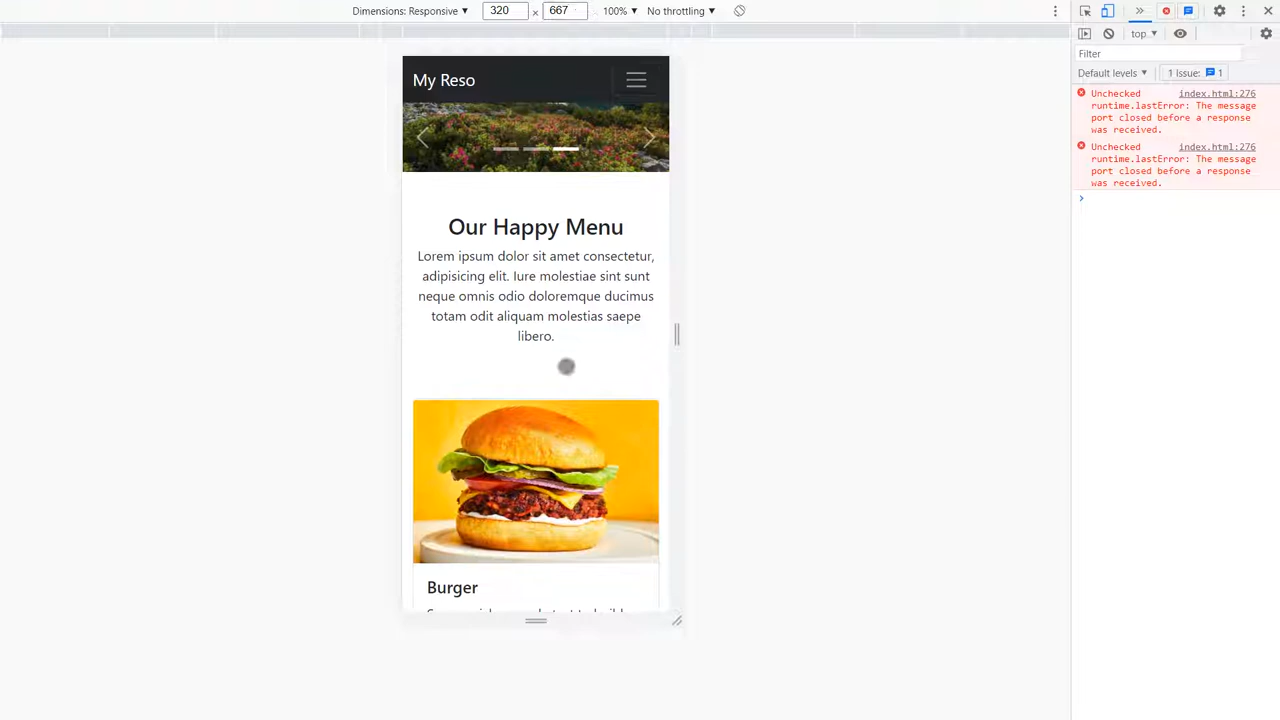 Dimensions: Responsive ▼ 320 × 667 100% ▼ No throttling ▼
top ▼
Filter
Default levels ▼ 1 Issue: 1
Unchecked index.html:276
runtime.lastError: The message
port closed before a response
was received.
Unchecked index.html:276
runtime.lastError: The message
port closed before a response
was received.
My Reso
Our Happy Menu
Lorem ipsum dolor sit amet consectetur,
adipisicing elit. Iure molestiae sint sunt
neque omnis odio doloremque ducimus
totam odit aliquam molestias saepe
libero.
Burger